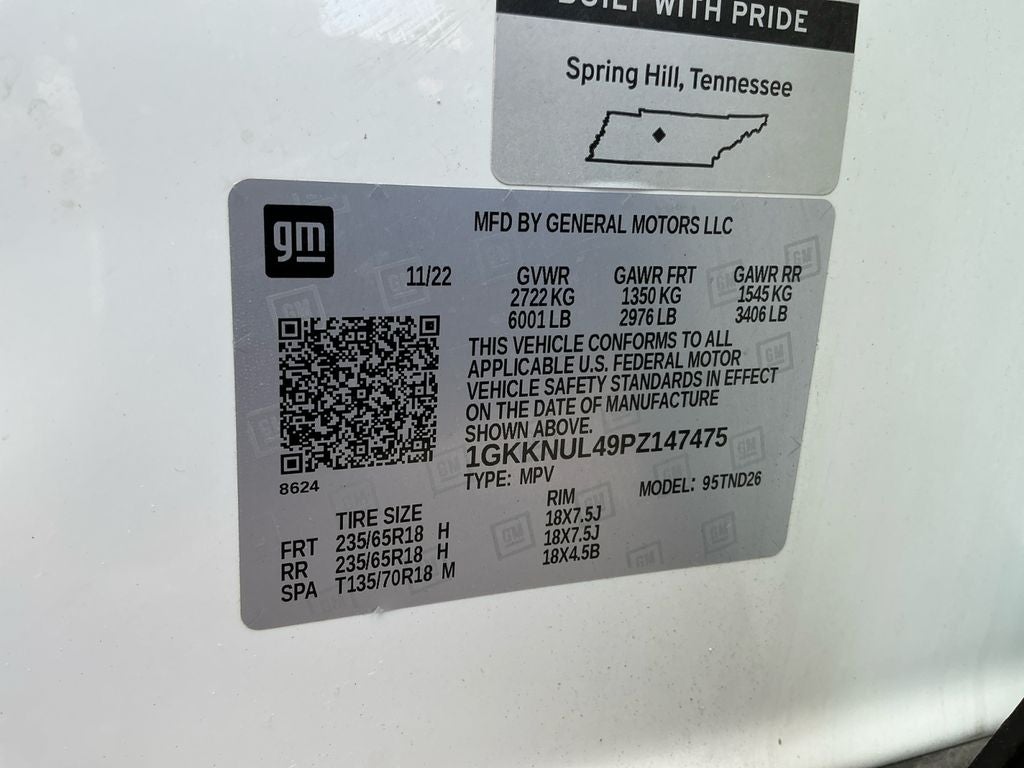 BUILT WITH PRIDE
Spring Hill, Tennessee
gm
MFD BY GENERAL MOTORS LLC
11/22 GVWR GAWR FRT GAWR RR
2722 KG 1350 KG 1545 KG
6001 LB 2976 LB 3406 LB
THIS VEHICLE CONFORMS TO ALL
APPLICABLE U.S. FEDERAL MOTOR
VEHICLE SAFETY STANDARDS IN EFFECT
ON THE DATE OF MANUFACTURE
SHOWN ABOVE.
1GKKNUL49PZ147475
8624
TYPE: MPV MODEL: 95TND26
TIRE SIZE RIM
FRT 235/65R18 H 18X7.5J
RR 235/65R18 H 18X7.5J
SPA T135/70R18 M 18X4.5B